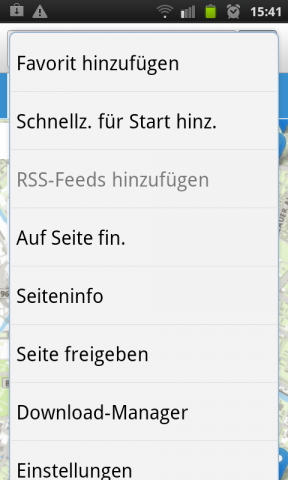 15:41
Favorit hinzufügen
Schnellz. für Start hinz.
RSS-Feeds hinzufügen
Auf Seite fin.
Seiteninfo
Seite freigeben
Download-Manager
Einstellungen
96